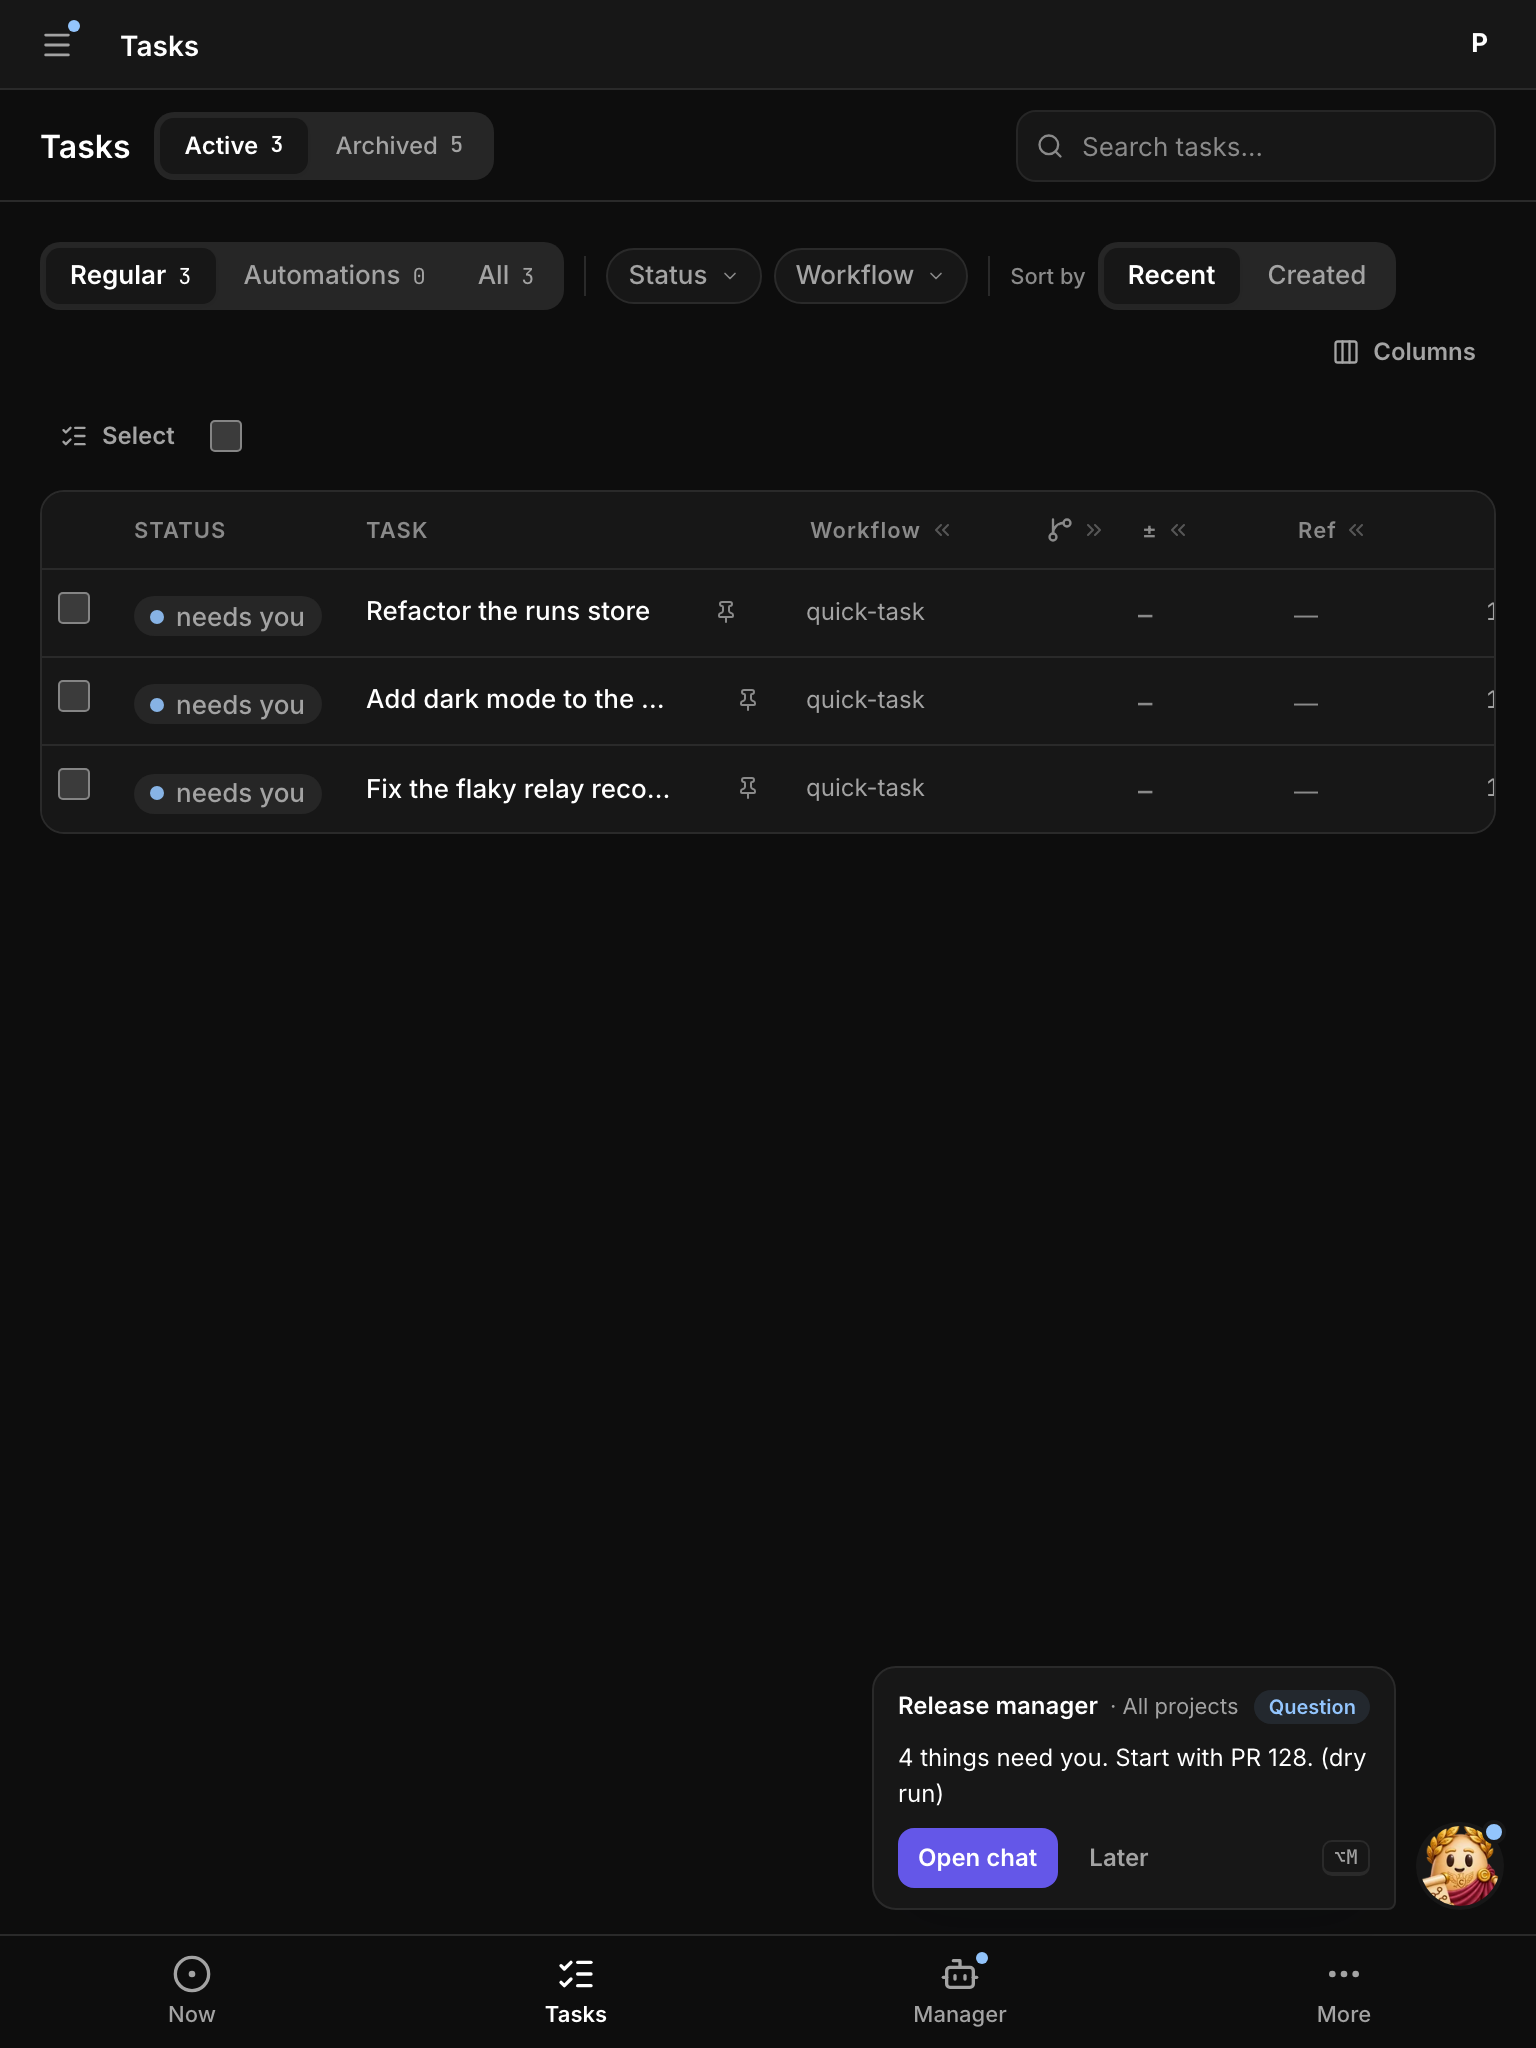 Tasks
P
Tasks Active 3 Archived 5 Search tasks...
Regular 3 Automations 0 All 3 Status Workflow Sort by Recent Created
Columns
Select
STATUS TASK Workflow ± Ref
needs you Refactor the runs store quick-task – — 1
needs you Add dark mode to the ... quick-task – — 1
needs you Fix the flaky relay reco... quick-task – — 1
Release manager · All projects Question
4 things need you. Start with PR 128. (dry
run)
Open chat Later ⌥M
Now Tasks Manager More